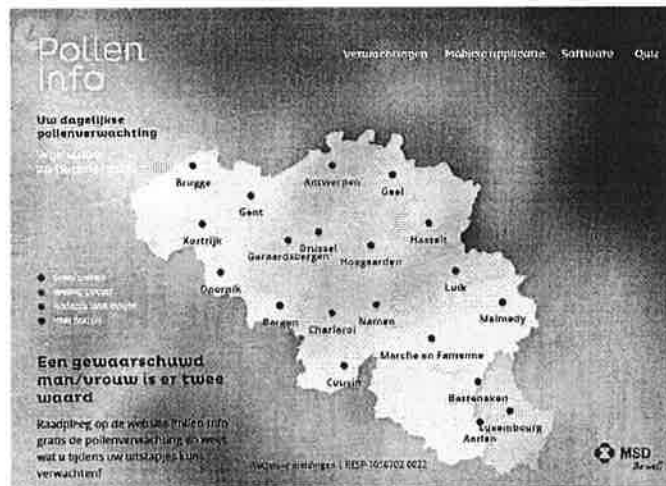 Pollen
Info
Verwachtingen Mobiele applicatie Software Quiz
Uw dagelijkse
pollenverwachting
Brugge
Antwerpen
Geel
Gent
Kortrijk
Geraardsbergen
Brussel
Hoegaarden
Hasselt
Doornik
Luik
Bergen
Charleroi
Namen
Malmedy
Marche en Famenne
Couvin
Bastenaken
Luxembourg
Aarlen
Een gewaarschuwd
man/vrouw is er twee
waard
Raadpleeg op de website Pollen Info
gratis de pollenverwachting en weet
wat u tijdens uw uitstapjes kunt
verwachten!
MSD
Be well